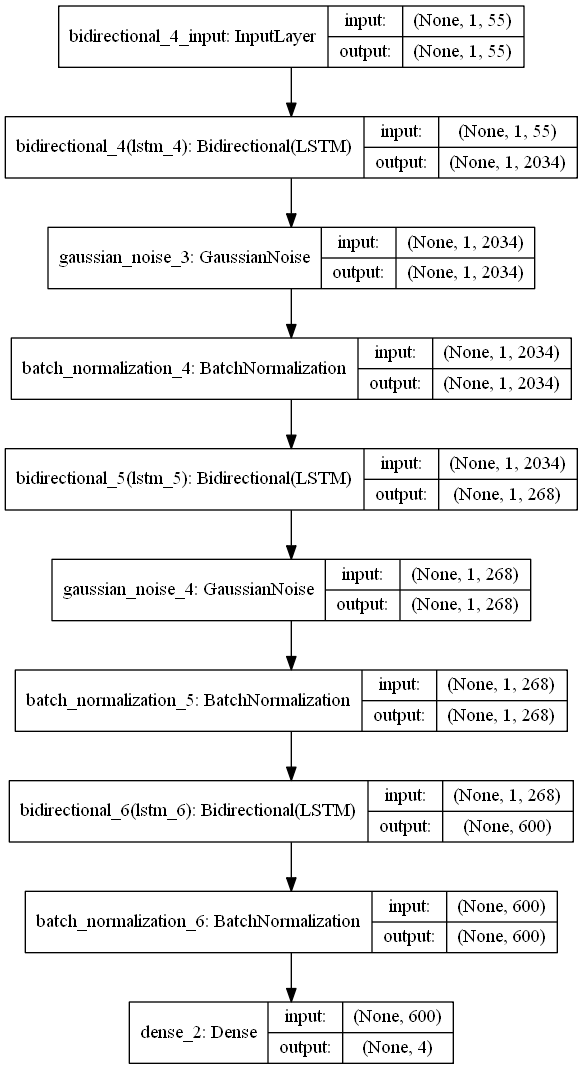 bidirectional_4_input: InputLayer
input: (None, 1, 55)
output: (None, 1, 55)
bidirectional_4(lstm_4): Bidirectional(LSTM)
input: (None, 1, 55)
output: (None, 1, 2034)
gaussian_noise_3: GaussianNoise
input: (None, 1, 2034)
output: (None, 1, 2034)
batch_normalization_4: BatchNormalization
input: (None, 1, 2034)
output: (None, 1, 2034)
bidirectional_5(lstm_5): Bidirectional(LSTM)
input: (None, 1, 2034)
output: (None, 1, 268)
gaussian_noise_4: GaussianNoise
input: (None, 1, 268)
output: (None, 1, 268)
batch_normalization_5: BatchNormalization
input: (None, 1, 268)
output: (None, 1, 268)
bidirectional_6(lstm_6): Bidirectional(LSTM)
input: (None, 1, 268)
output: (None, 600)
batch_normalization_6: BatchNormalization
input: (None, 600)
output: (None, 600)
dense_2: Dense
input: (None, 600)
output: (None, 4)